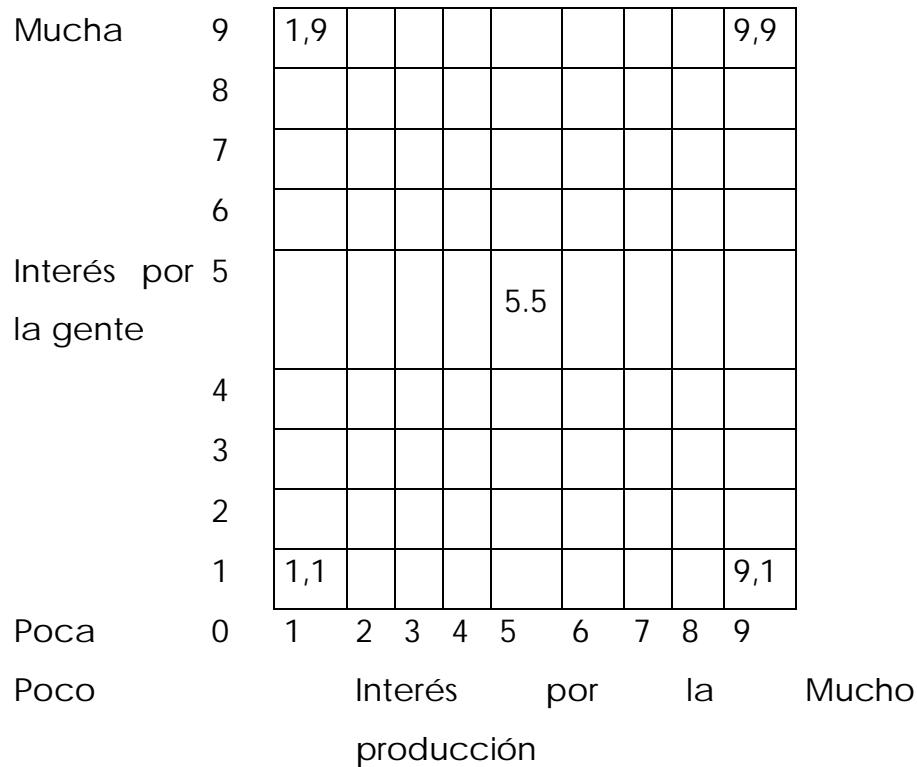 Mucha 9 1,9 9,9
8
7
6
Interés por 5
5.5
la gente
4
3
2
1 1,1 9,1
Poca 0 1 2 3 4 5 6 7 8 9
Poco Interés por la Mucho
producción